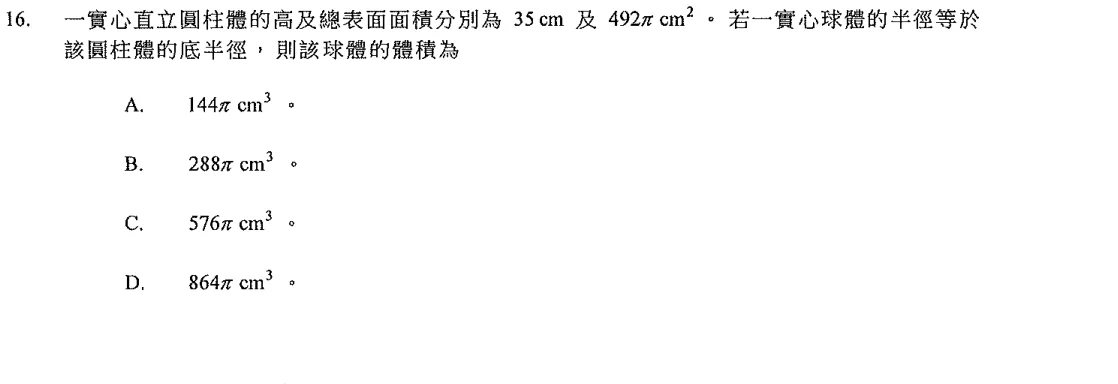 16. 一實心直立圓柱體的高及總表面面積分別為 35 cm 及 492π cm² 。 若一實心球體的半徑等於
該圓柱體的底半徑，則該球體的體積為
A. 144π cm³ 。
B. 288π cm³ 。
C. 576π cm³ 。
D. 864π cm³ 。